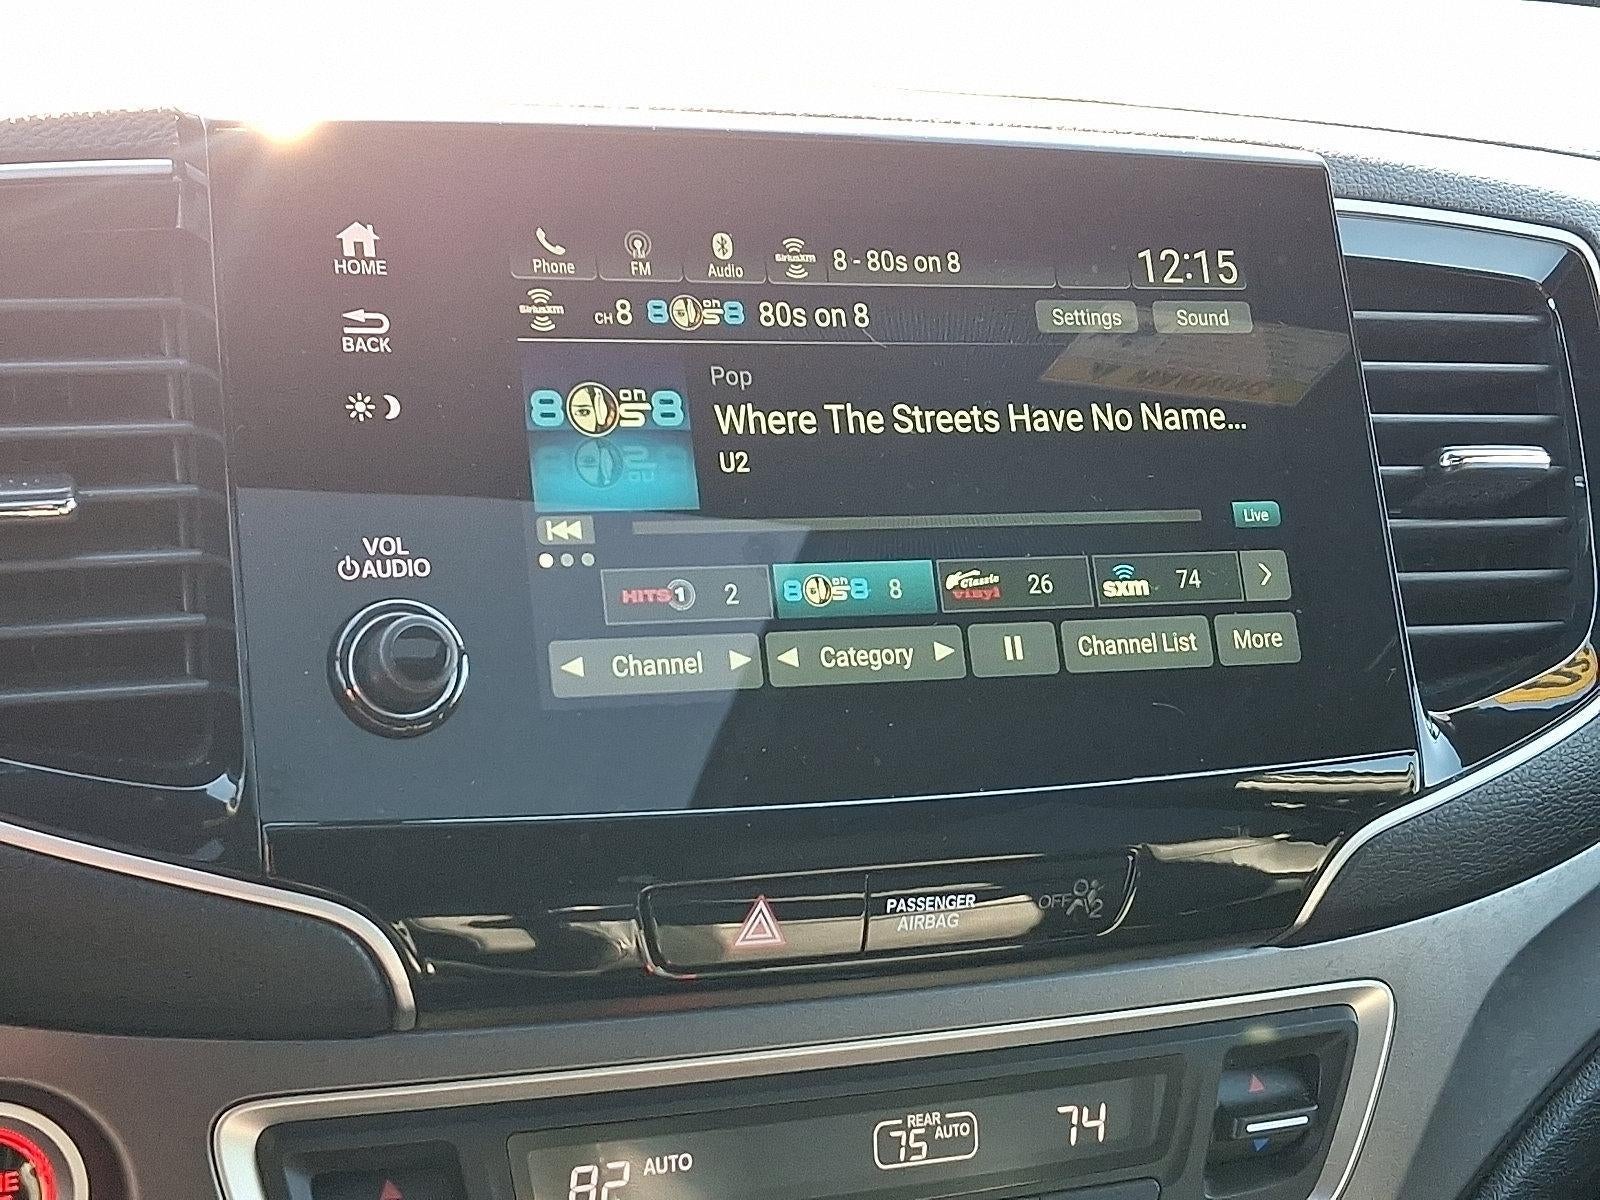 HOME
BACK
VOL
AUDIO
Phone
FM
Audio
SiriusXM
8 - 80s on 8
12:15
SiriusXM
CH 8
80s on 8
80s on 8
Settings
Sound
80s on 8
Pop
Where The Streets Have No Name...
U2
Live
HITS 1 2
80s on 8 8
Classic Vinyl 26
sxm 74
Channel
Category
Channel List
More
PASSENGER
AIRBAG
OFF
2
82 AUTO
REAR
75 AUTO
74